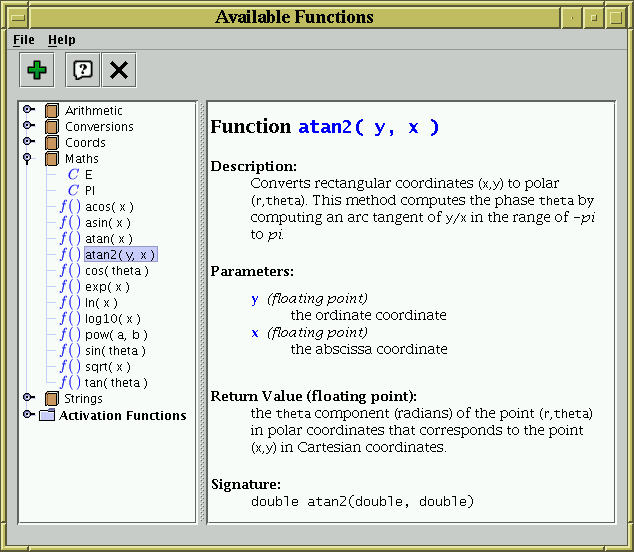 Available Functions
File Help
Arithmetic
Conversions
Coords
Maths
C E
C PI
f() acos( x )
f() asin( x )
f() atan( x )
f() atan2( y, x )
f() cos( theta )
f() exp( x )
f() ln( x )
f() log10( x )
f() pow( a, b )
f() sin( theta )
f() sqrt( x )
f() tan( theta )
Strings
Activation Functions
Function atan2( y, x )
Description:
Converts rectangular coordinates (x,y) to polar
(r,theta). This method computes the phase theta by
computing an arc tangent of y/x in the range of -pi
to pi.
Parameters:
y (floating point)
the ordinate coordinate
x (floating point)
the abscissa coordinate
Return Value (floating point):
the theta component (radians) of the point (r,theta)
in polar coordinates that corresponds to the point
(x,y) in Cartesian coordinates.
Signature:
double atan2(double, double)